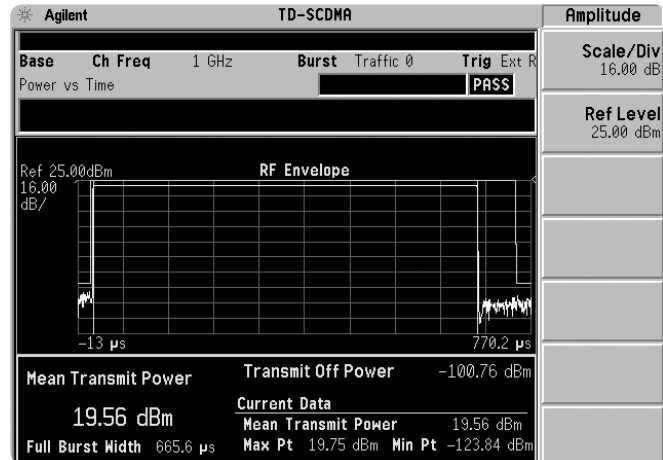 Agilent TD-SCDMA Amplitude
Base Ch Freq 1 GHz Burst Traffic 0 Trig Ext R
Power vs Time PASS
Scale/Div
16.00 dB
Ref Level
25.00 dBm
Ref 25.00dBm RF Envelope
16.00
dB/
-13 µs 770.2 µs
Mean Transmit Power
19.56 dBm
Full Burst Width 665.6 µs
Transmit Off Power -100.76 dBm
Current Data
Mean Transmit Power 19.56 dBm
Max Pt 19.75 dBm Min Pt -123.84 dBm